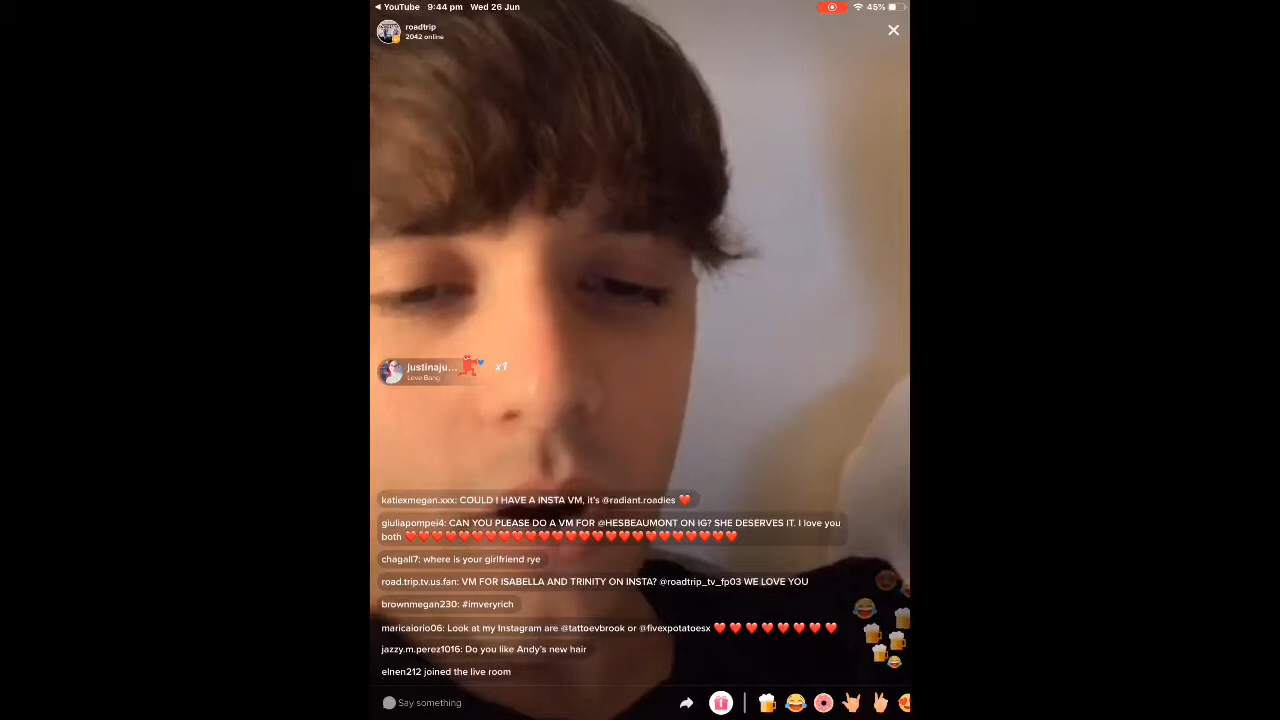 YouTube 9:44 pm Wed 26 Jun 45%
roadtrip
2042 online
justinaju... x1
Love Bang
katiexmegan.xxx: COULD I HAVE A INSTA VM, it's @radiant.roadies ❤️
giuliapompei4: CAN YOU PLEASE DO A VM FOR @HESBEAUMONT ON IG? SHE DESERVES IT. I love you
both ❤️❤️❤️❤️❤️❤️❤️❤️❤️❤️❤️❤️❤️❤️❤️❤️❤️❤️❤️❤️❤️❤️❤️❤️❤️
chagall7: where is your girlfriend rye
road.trip.tv.us.fan: VM FOR ISABELLA AND TRINITY ON INSTA? @roadtrip_tv_fp03 WE LOVE YOU
brownmegan230: #imveryrich
maricaiorio06: Look at my Instagram are @tattoevbrook or @fivexpotatoesx ❤️❤️❤️❤️❤️❤️❤️❤️
jazzy.m.perez1016: Do you like Andy's new hair
elnen212 joined the live room
Say something